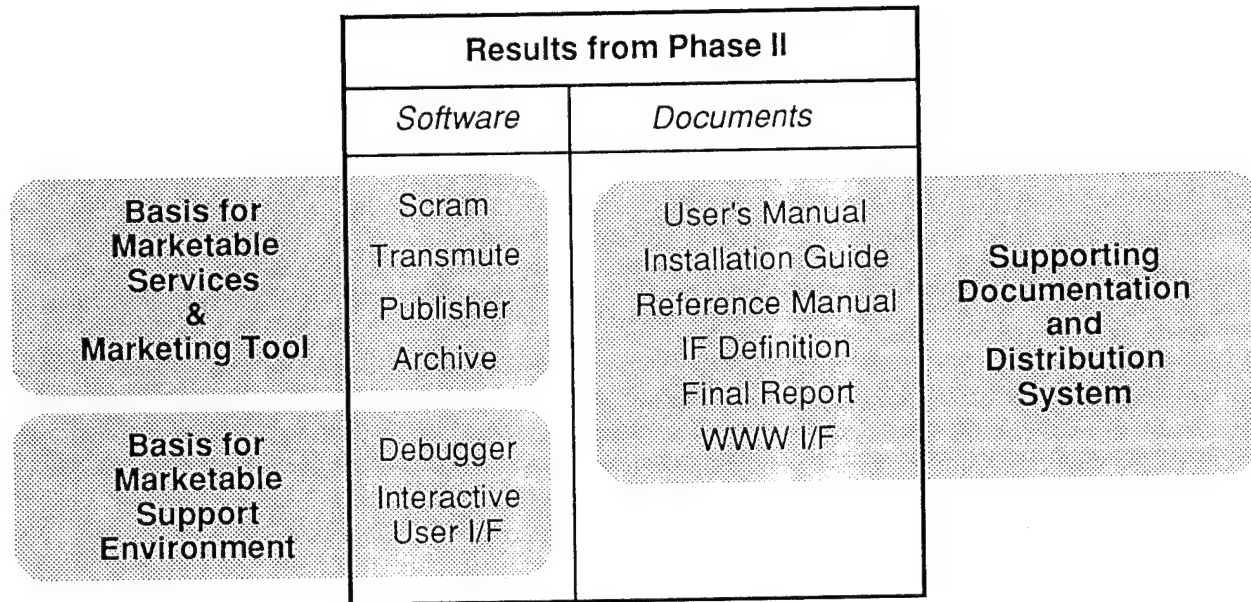 Results from Phase II
Software
Documents
Basis for
Marketable
Services
&
Marketing Tool
Scram
Transmute
Publisher
Archive
Basis for
Marketable
Support
Environment
Debugger
Interactive
User I/F
User's Manual
Installation Guide
Reference Manual
IF Definition
Final Report
WWW I/F
Supporting
Documentation
and
Distribution
System